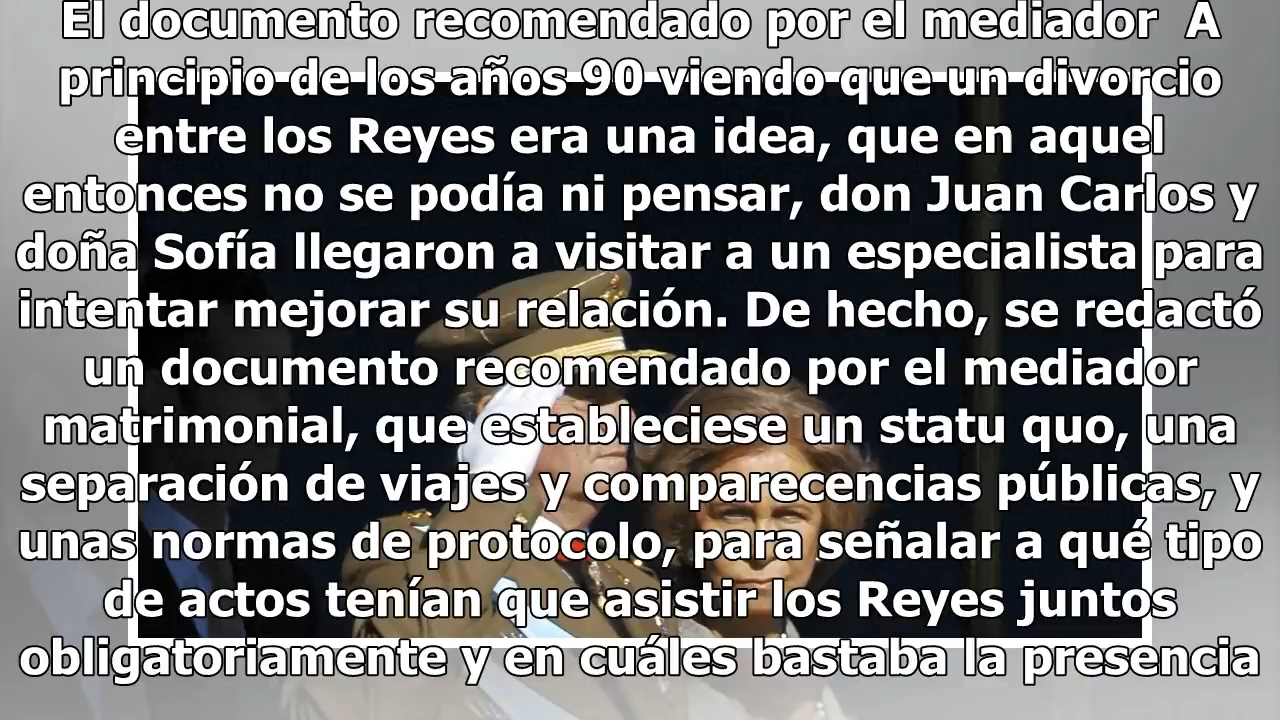 El documento recomendado por el mediador  A
principio de los años 90 viendo que un divorcio
entre los Reyes era una idea, que en aquel
entonces no se podía ni pensar, don Juan Carlos y
doña Sofía llegaron a visitar a un especialista para
intentar mejorar su relación. De hecho, se redactó
un documento recomendado por el mediador
matrimonial, que estableciese un statu quo, una
separación de viajes y comparecencias públicas, y
unas normas de protocolo, para señalar a qué tipo
de actos tenían que asistir los Reyes juntos
obligatoriamente y en cuáles bastaba la presencia